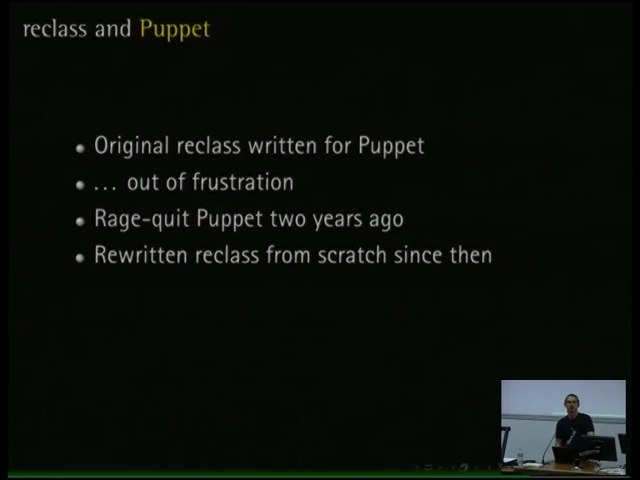 reclass and Puppet
Original reclass written for Puppet
... out of frustration
Rage-quit Puppet two years ago
Rewritten reclass from scratch since then